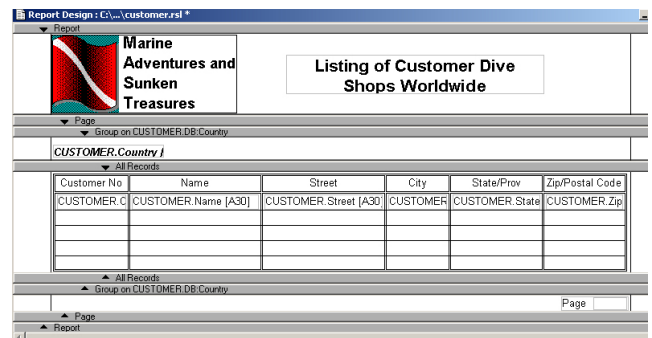 Report Design : C:\...\customer.rsl *
Report
Marine
Adventures and
Sunken
Treasures
Listing of Customer Dive
Shops Worldwide
Page
Group on CUSTOMER.DB:Country
CUSTOMER.Country
All Records
Customer No Name Street City State/Prov Zip/Postal Code
CUSTOMER.C CUSTOMER.Name [A30] CUSTOMER.Street [A30] CUSTOMER CUSTOMER.State CUSTOMER.Zip
All Records
Group on CUSTOMER.DB:Country
Page
Page
Report